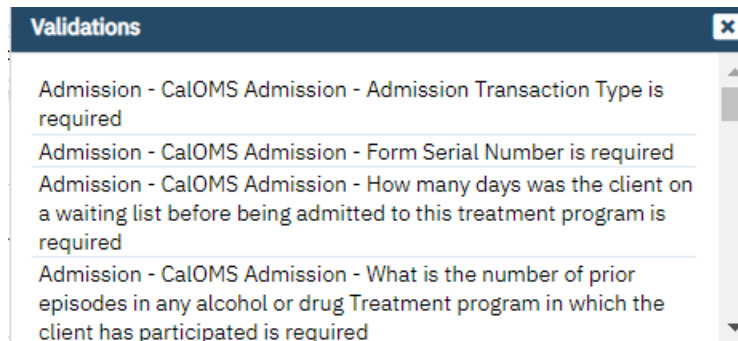 Validations
Admission - CalOMS Admission - Admission Transaction Type is
required
Admission - CalOMS Admission - Form Serial Number is required
Admission - CalOMS Admission - How many days was the client on
a waiting list before being admitted to this treatment program is
required
Admission - CalOMS Admission - What is the number of prior
episodes in any alcohol or drug Treatment program in which the
client has participated is required